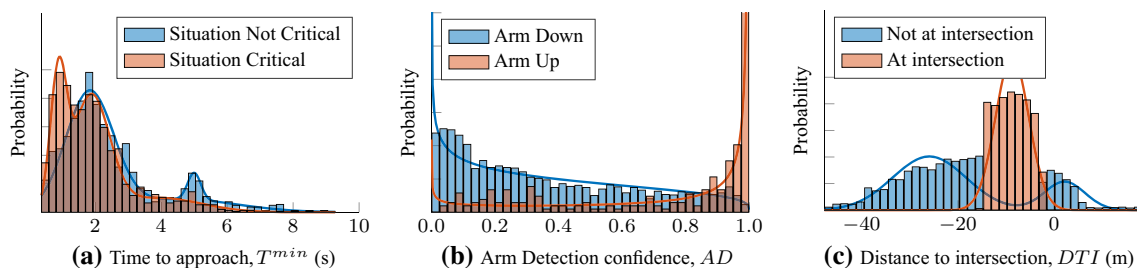 Probability
Situation Not Critical
Situation Critical
2 4 6 8 10
(a) Time to approach, T^{min} (s)
Probability
Arm Down
Arm Up
0.0 0.2 0.4 0.6 0.8 1.0
(b) Arm Detection confidence, AD
Probability
Not at intersection
At intersection
−40 −20 0
(c) Distance to intersection, DTI (m)